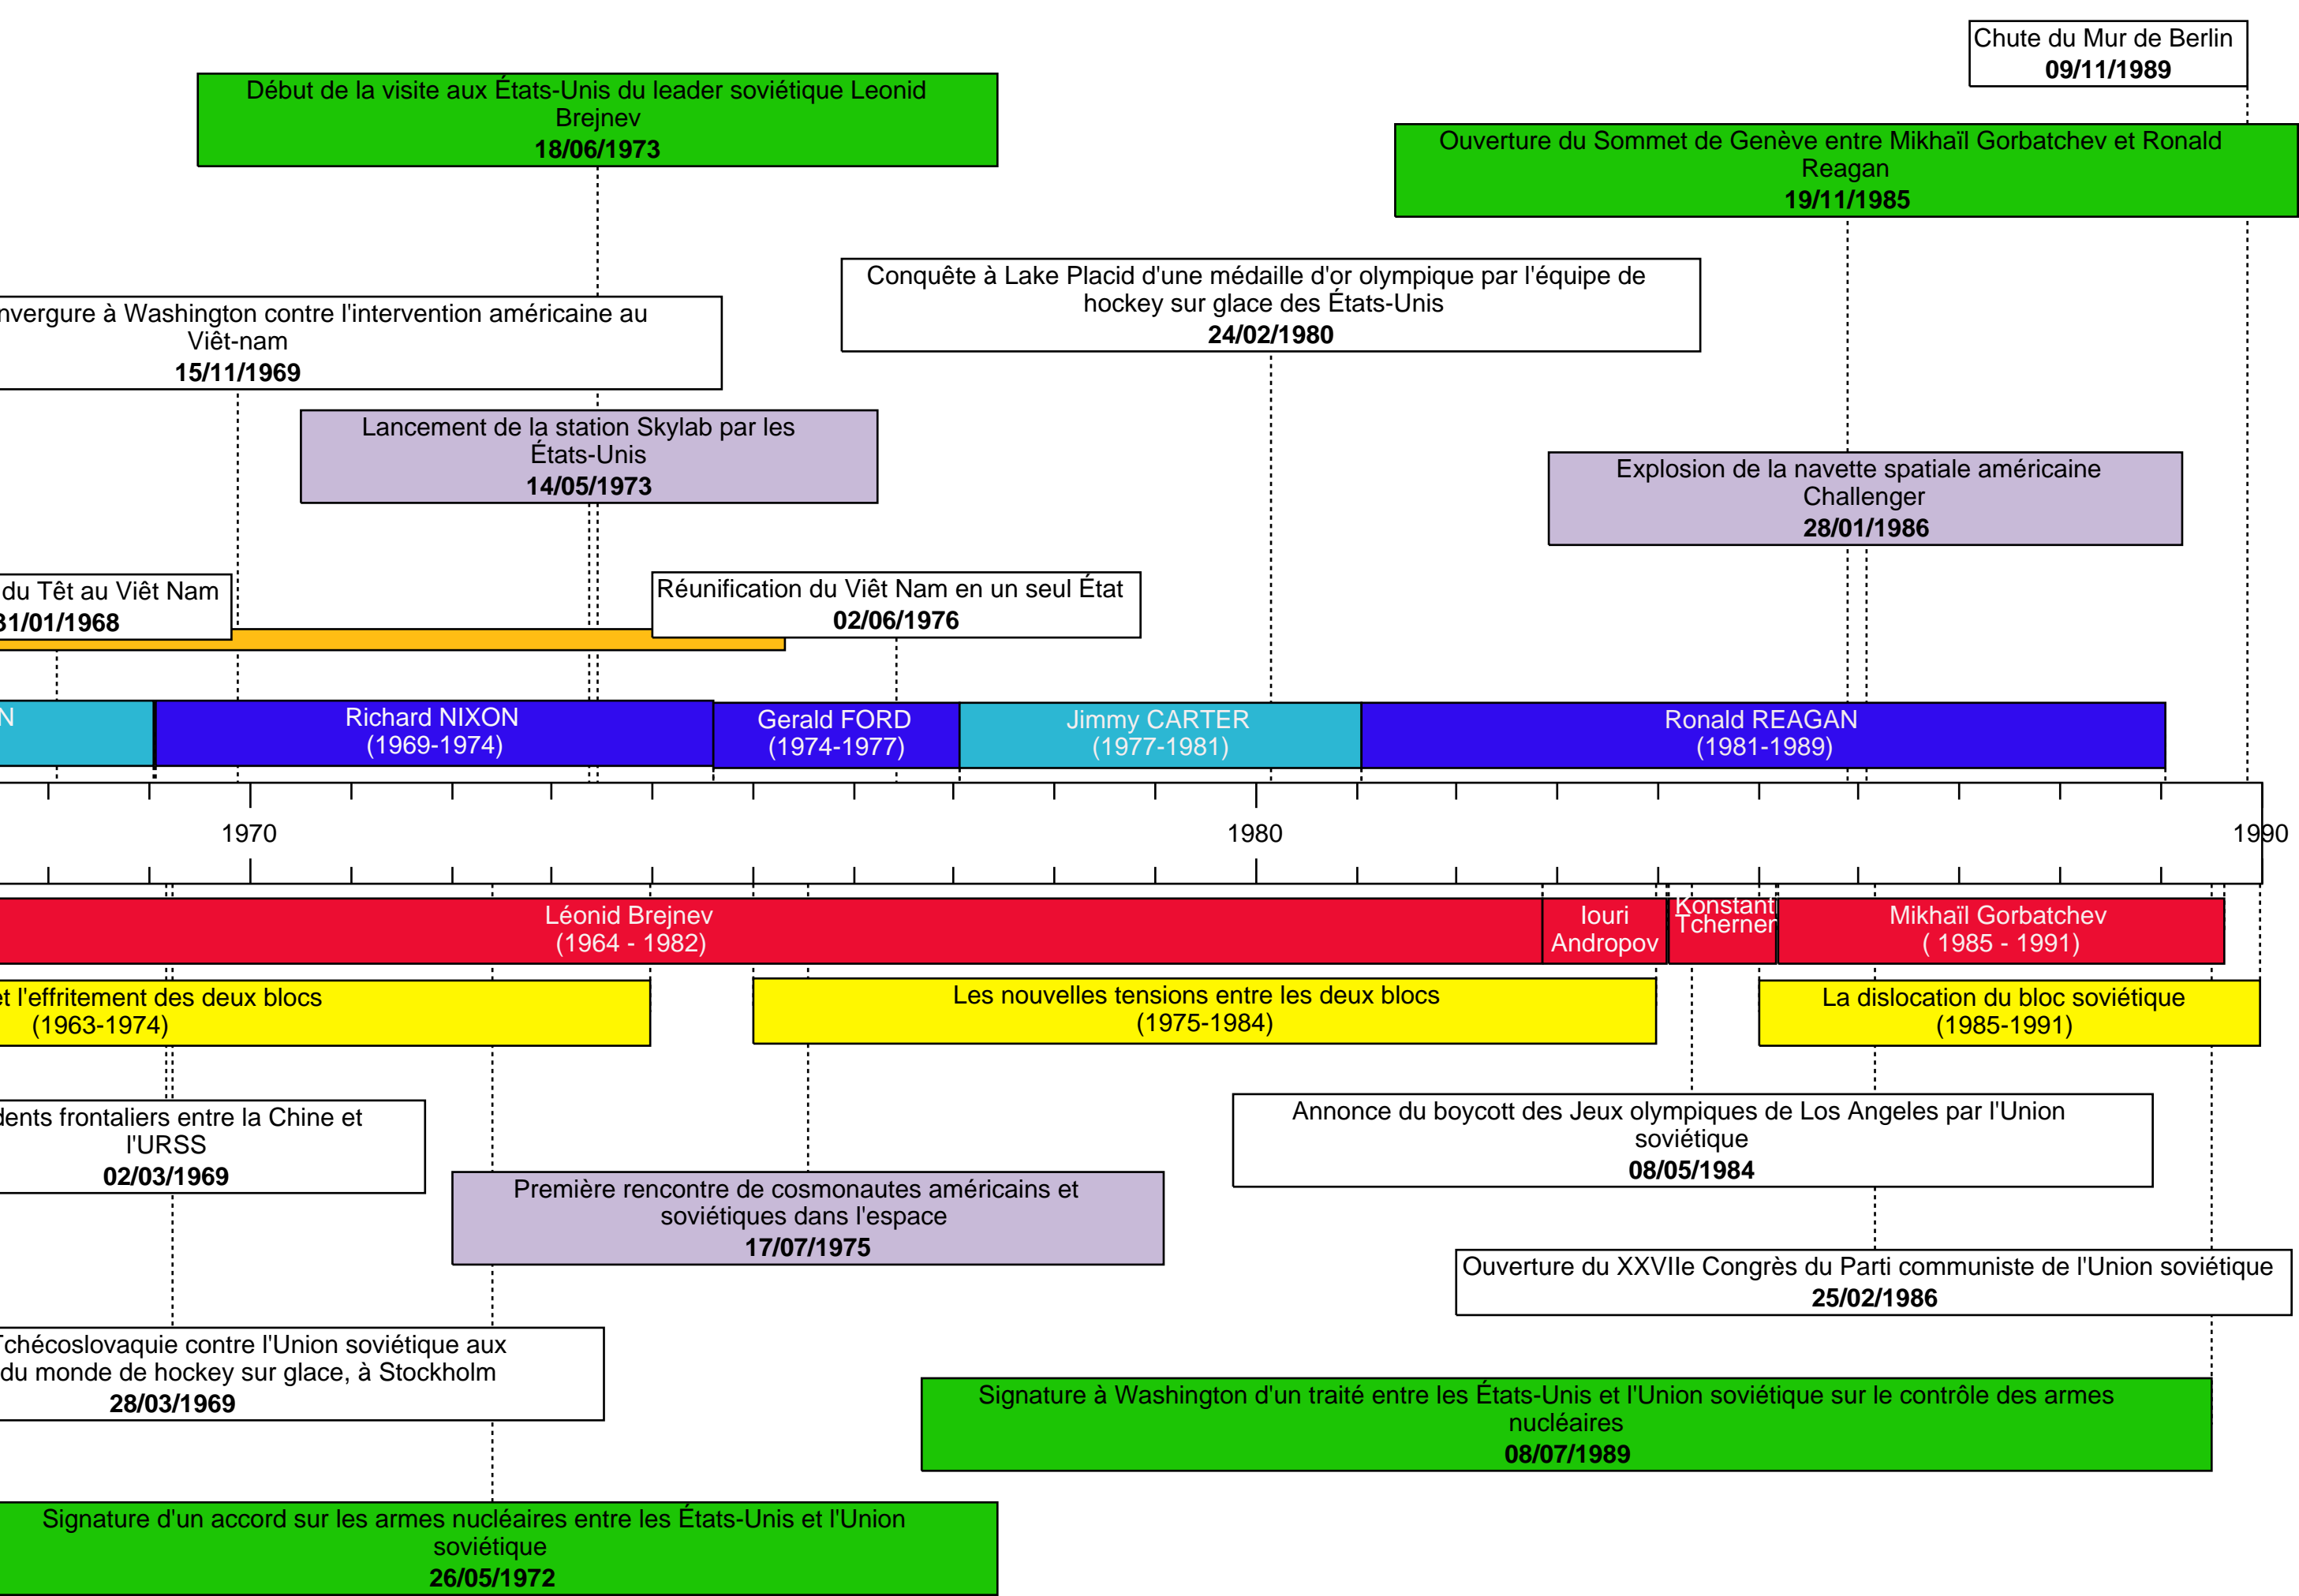 Chute du Mur de Berlin
09/11/1989
Début de la visite aux États-Unis du leader soviétique Leonid
Brejnev
18/06/1973
Ouverture du Sommet de Genève entre Mikhaïl Gorbatchev et Ronald
Reagan
19/11/1985
Conquête à Lake Placid d'une médaille d'or olympique par l'équipe de
hockey sur glace des États-Unis
24/02/1980
nvergure à Washington contre l'intervention américaine au
Viêt-nam
15/11/1969
Lancement de la station Skylab par les
États-Unis
14/05/1973
Explosion de la navette spatiale américaine
Challenger
28/01/1986
du Têt au Viêt Nam
31/01/1968
Réunification du Viêt Nam en un seul État
02/06/1976
N
Richard NIXON
(1969-1974)
Gerald FORD
(1974-1977)
Jimmy CARTER
(1977-1981)
Ronald REAGAN
(1981-1989)
1970
1980
1990
Léonid Brejnev
(1964 - 1982)
Iouri
Andropov
Konstant
Tcherner
Mikhaïl Gorbatchev
( 1985 - 1991)
et l'effritement des deux blocs
(1963-1974)
Les nouvelles tensions entre les deux blocs
(1975-1984)
La dislocation du bloc soviétique
(1985-1991)
dents frontaliers entre la Chine et
l'URSS
02/03/1969
Annonce du boycott des Jeux olympiques de Los Angeles par l'Union
soviétique
08/05/1984
Première rencontre de cosmonautes américains et
soviétiques dans l'espace
17/07/1975
Ouverture du XXVIIe Congrès du Parti communiste de l'Union soviétique
25/02/1986
Tchécoslovaquie contre l'Union soviétique aux
du monde de hockey sur glace, à Stockholm
28/03/1969
Signature à Washington d'un traité entre les États-Unis et l'Union soviétique sur le contrôle des armes
nucléaires
08/07/1989
Signature d'un accord sur les armes nucléaires entre les États-Unis et l'Union
soviétique
26/05/1972